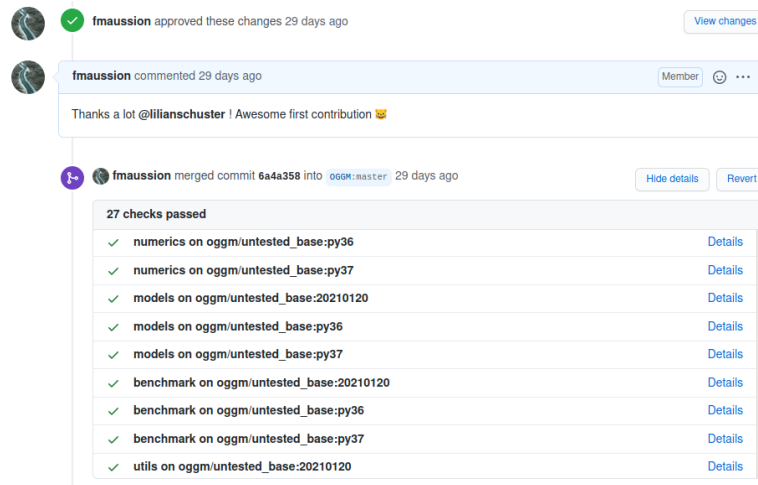 fmaussion approved these changes 29 days ago
View changes
fmaussion commented 29 days ago
Member
Thanks a lot @lilianschuster ! Awesome first contribution 😸
fmaussion merged commit 6a4a358 into OGGM:master 29 days ago
Hide details
Revert
27 checks passed
numerics on oggm/untested_base:py36 Details
numerics on oggm/untested_base:py37 Details
models on oggm/untested_base:20210120 Details
models on oggm/untested_base:py36 Details
models on oggm/untested_base:py37 Details
benchmark on oggm/untested_base:20210120 Details
benchmark on oggm/untested_base:py36 Details
benchmark on oggm/untested_base:py37 Details
utils on oggm/untested_base:20210120 Details